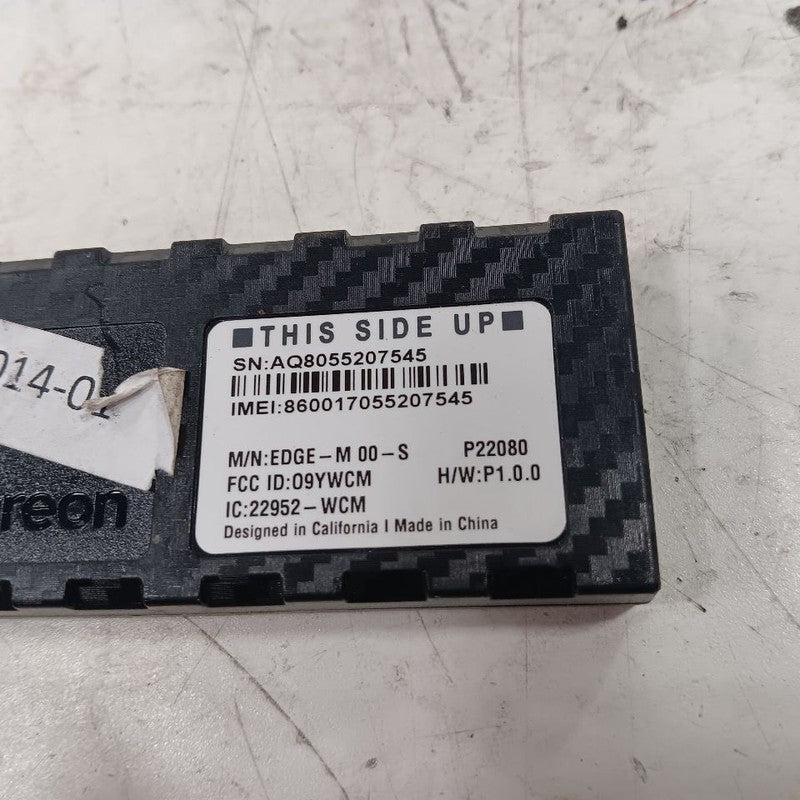 THIS SIDE UP
SN:AQ8055207545
IMEI:860017055207545
M/N:EDGE-M 00-S P22080
FCC ID:O9YWCM H/W:P1.0.0
IC:22952-WCM
Designed in California I Made in China
014-01
reon